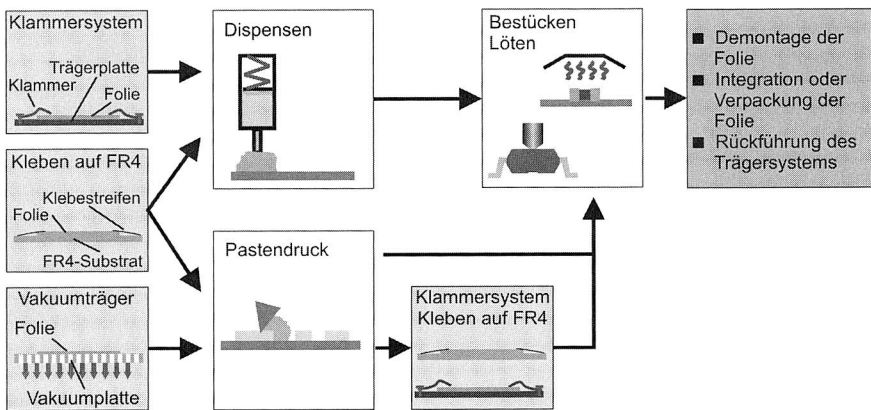 Klammersystem
Trägerplatte
Klammer
Folie
Kleben auf FR4
Klebestreifen
Folie
FR4-Substrat
Vakuumträger
Folie
Vakuumplatte
Dispensen
Pastendruck
Klammersystem
Kleben auf FR4
Bestücken
Löten
■ Demontage der
Folie
■ Integration oder
Verpackung der
Folie
■ Rückführung des
Trägersystems